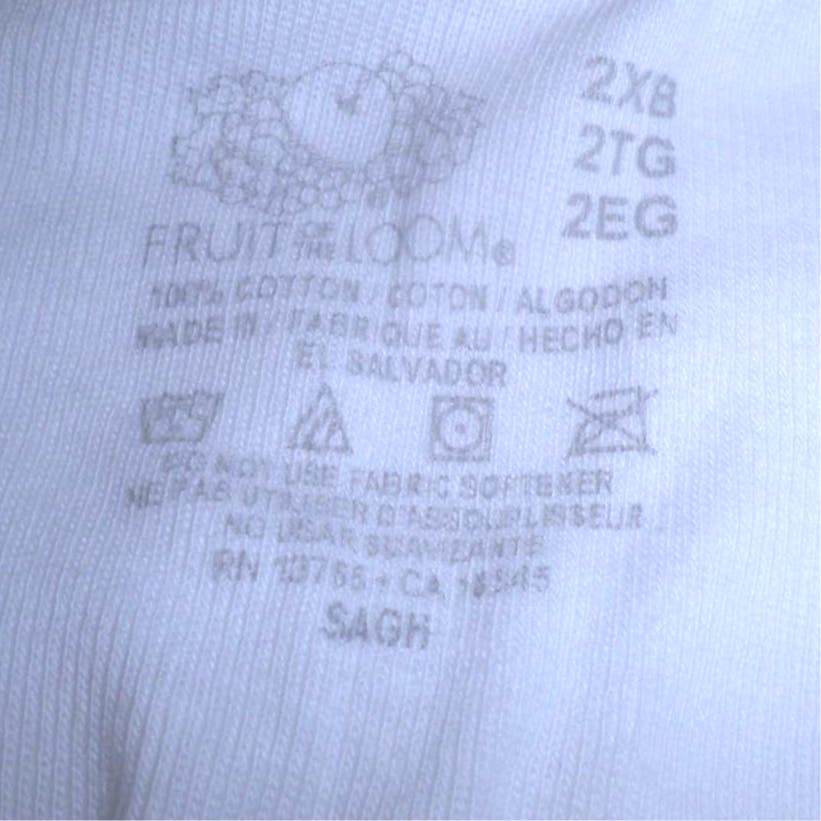 2XB
2TG
2EG
FRUIT OF THE LOOM®
100% COTTON / COTON / ALGODON
MADE IN / FABRIQUE AU / HECHO EN
EL SALVADOR
DO NOT USE FABRIC SOFTENER
NE PAS UTILISER D'ASSOUPLISSEUR
NO USAR SUAVIZANTE
RN 13765 • CA
SAGH